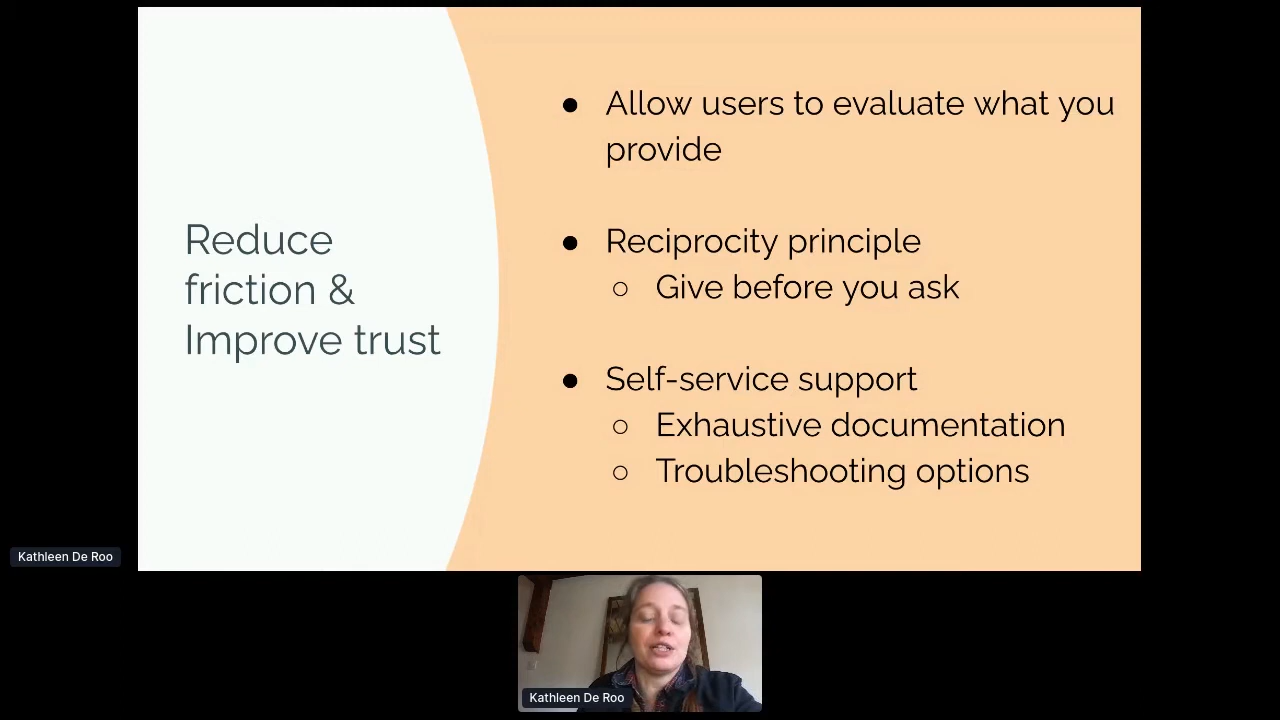 Reduce
friction &
Improve trust
● Allow users to evaluate what you
provide
● Reciprocity principle
○ Give before you ask
● Self-service support
○ Exhaustive documentation
○ Troubleshooting options
Kathleen De Roo
Kathleen De Roo